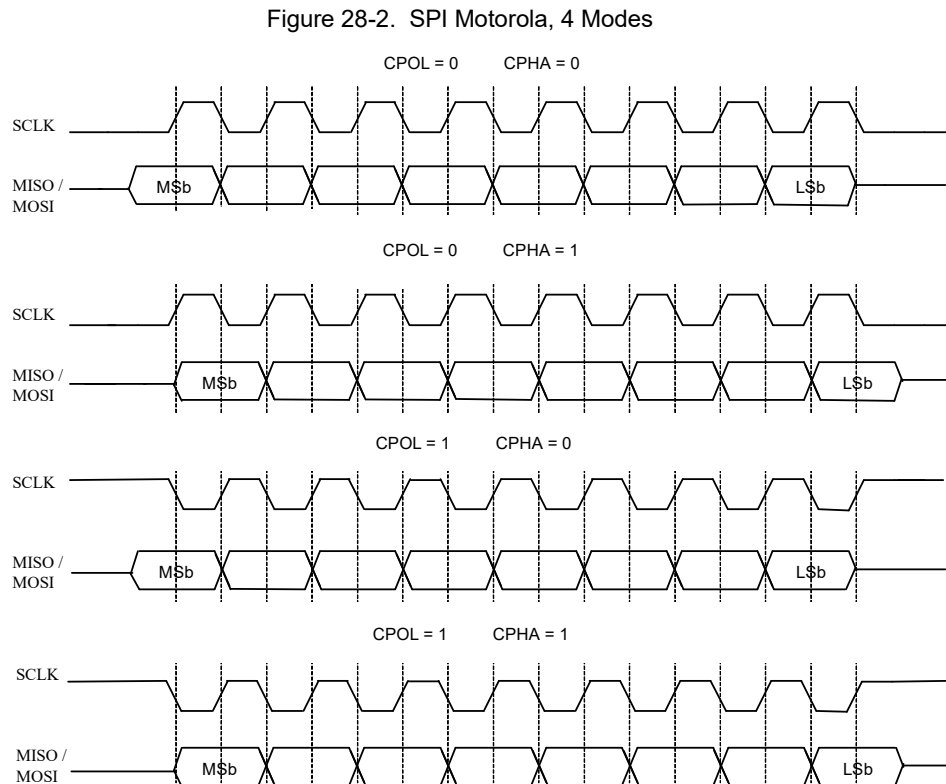 Figure 28-2. SPI Motorola, 4 Modes
CPOL = 0 CPHA = 0
SCLK
MISO /
MOSI
MSb LSb
CPOL = 0 CPHA = 1
SCLK
MISO /
MOSI
MSb LSb
CPOL = 1 CPHA = 0
SCLK
MISO /
MOSI
MSb LSb
CPOL = 1 CPHA = 1
SCLK
MISO /
MOSI
MSb LSb